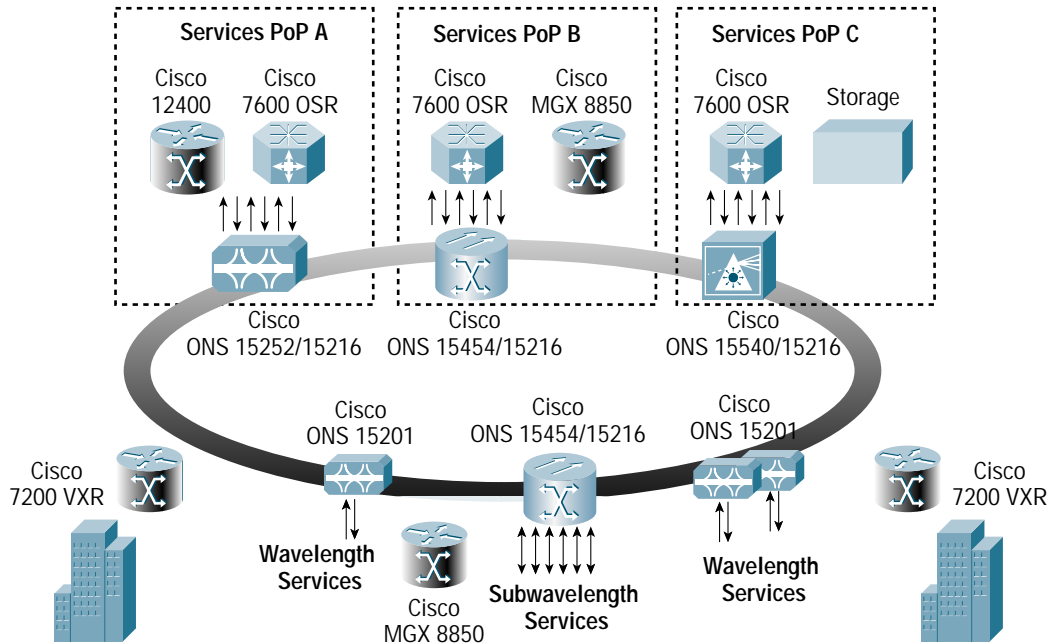 Services PoP A
Services PoP B
Services PoP C
Cisco
12400
Cisco
7600 OSR
Cisco
7600 OSR
Cisco
MGX 8850
Cisco
7600 OSR
Storage
Cisco
ONS 15252/15216
Cisco
ONS 15454/15216
Cisco
ONS 15540/15216
Cisco
ONS 15201
Cisco
ONS 15454/15216
Cisco
ONS 15201
Cisco
7200 VXR
Cisco
7200 VXR
Wavelength
Services
Cisco
MGX 8850
Subwavelength
Services
Wavelength
Services